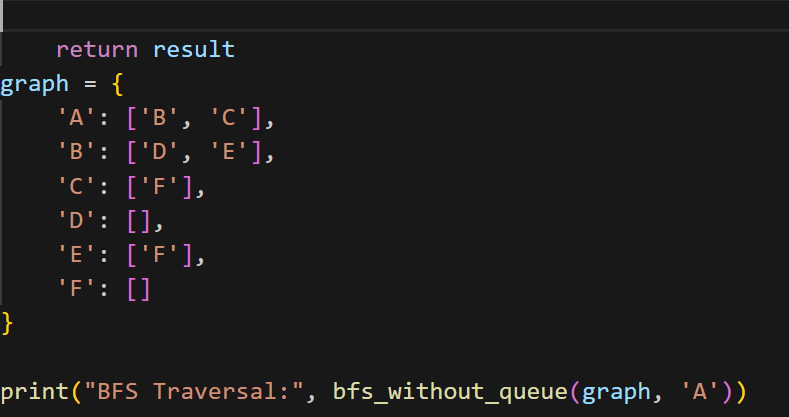 return result
graph = {
    'A': ['B', 'C'],
    'B': ['D', 'E'],
    'C': ['F'],
    'D': [],
    'E': ['F'],
    'F': []
}
print("BFS Traversal:", bfs_without_queue(graph, 'A'))